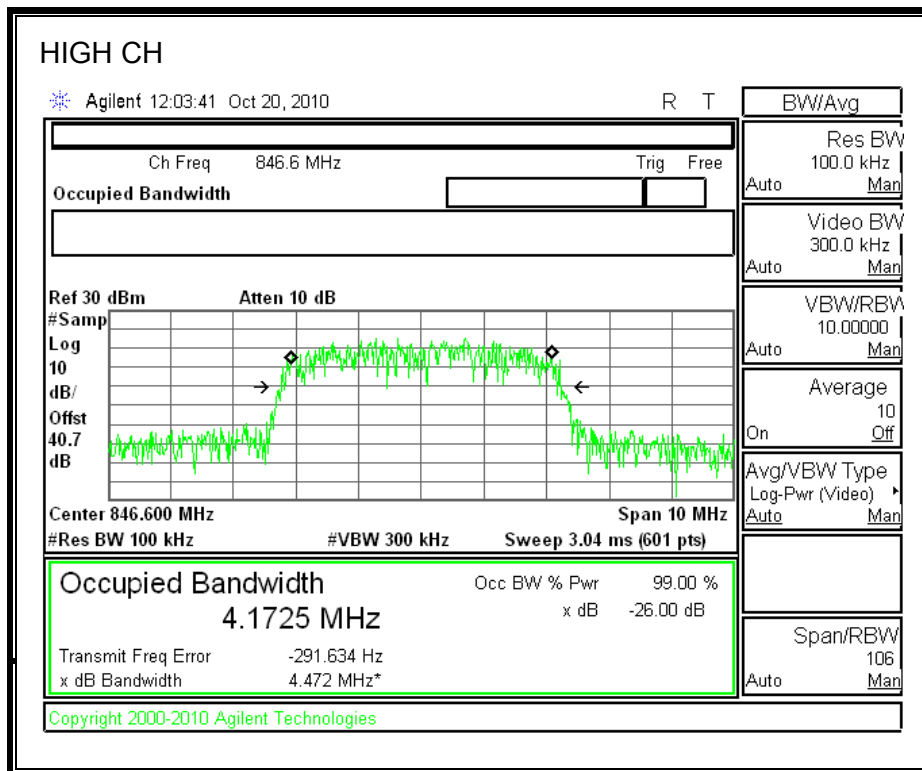 HIGH CH
Agilent 12:03:41 Oct 20, 2010 R T
Ch Freq 846.6 MHz Trig Free
Occupied Bandwidth
Ref 30 dBm Atten 10 dB
#Samp
Log
10
dB/
Offst
40.7
dB
Center 846.600 MHz Span 10 MHz
#Res BW 100 kHz #VBW 300 kHz Sweep 3.04 ms (601 pts)
Occupied Bandwidth
4.1725 MHz
Occ BW % Pwr 99.00 %
x dB -26.00 dB
Transmit Freq Error -291.634 Hz
x dB Bandwidth 4.472 MHz*
Copyright 2000-2010 Agilent Technologies
BW/Avg
Res BW
100.0 kHz
Auto Man
Video BW
300.0 kHz
Auto Man
VBW/RBW
10.00000
Auto Man
Average
10
On Off
Avg/VBW Type
Log-Pwr (Video)
Auto Man
Span/RBW
106
Auto Man